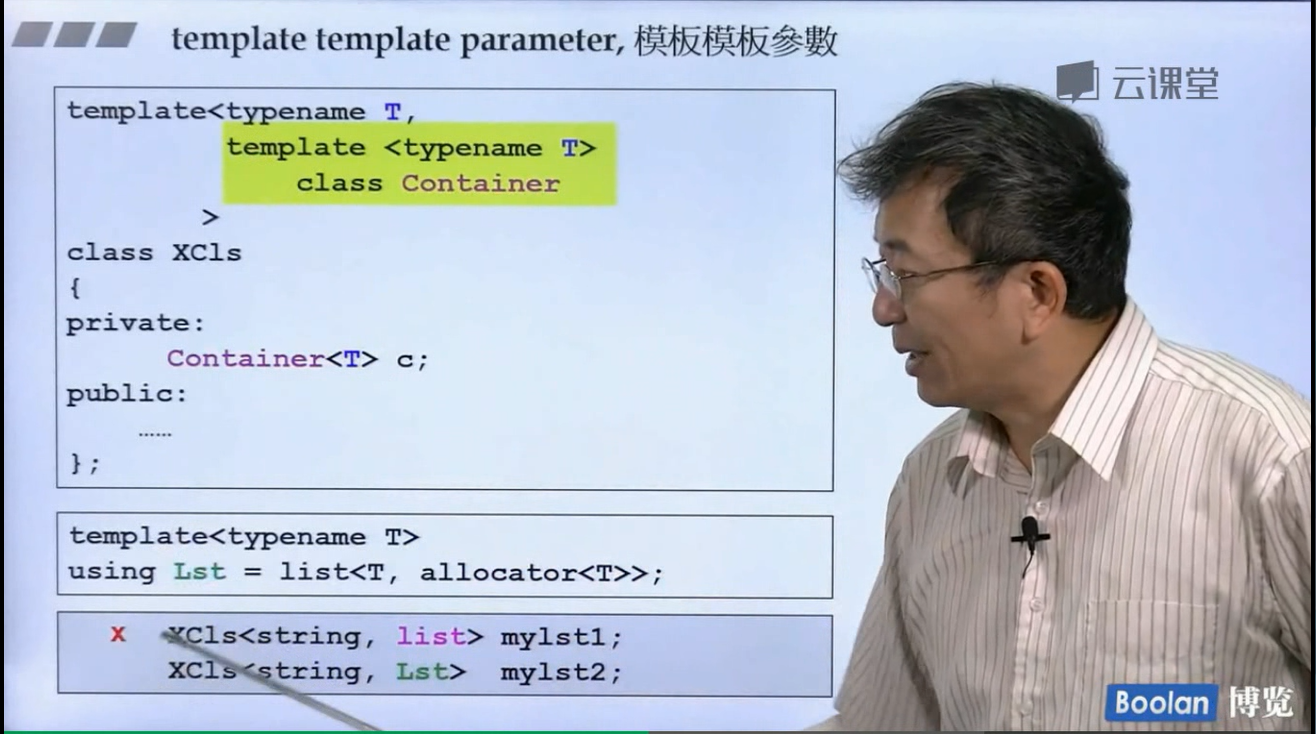 template template parameter, 模板模板參數
云课堂
template<typename T,
template <typename T>
class Container
>
class XCls
{
private:
Container<T> c;
public:
......
};
template<typename T>
using Lst = list<T, allocator<T>>;
X XCls<string, list> mylst1;
XCls<string, Lst> mylst2;
Boolan 博览